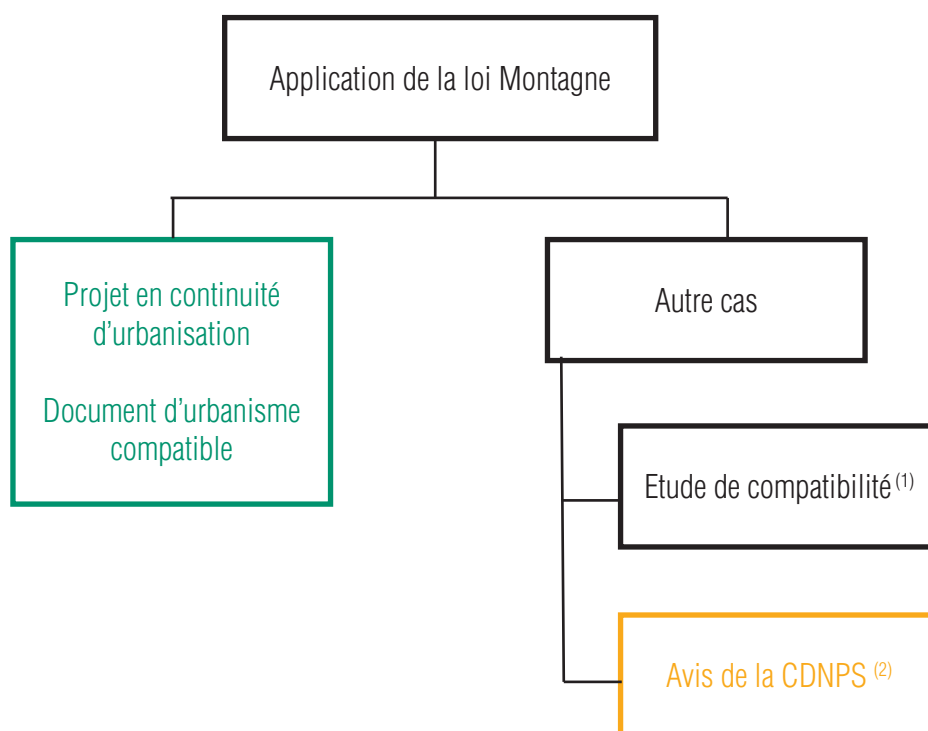 Application de la loi Montagne
Projet en continuité
d’urbanisation
Document d’urbanisme
compatible
Autre cas
Etude de compatibilité (1)
Avis de la CDNPS (2)